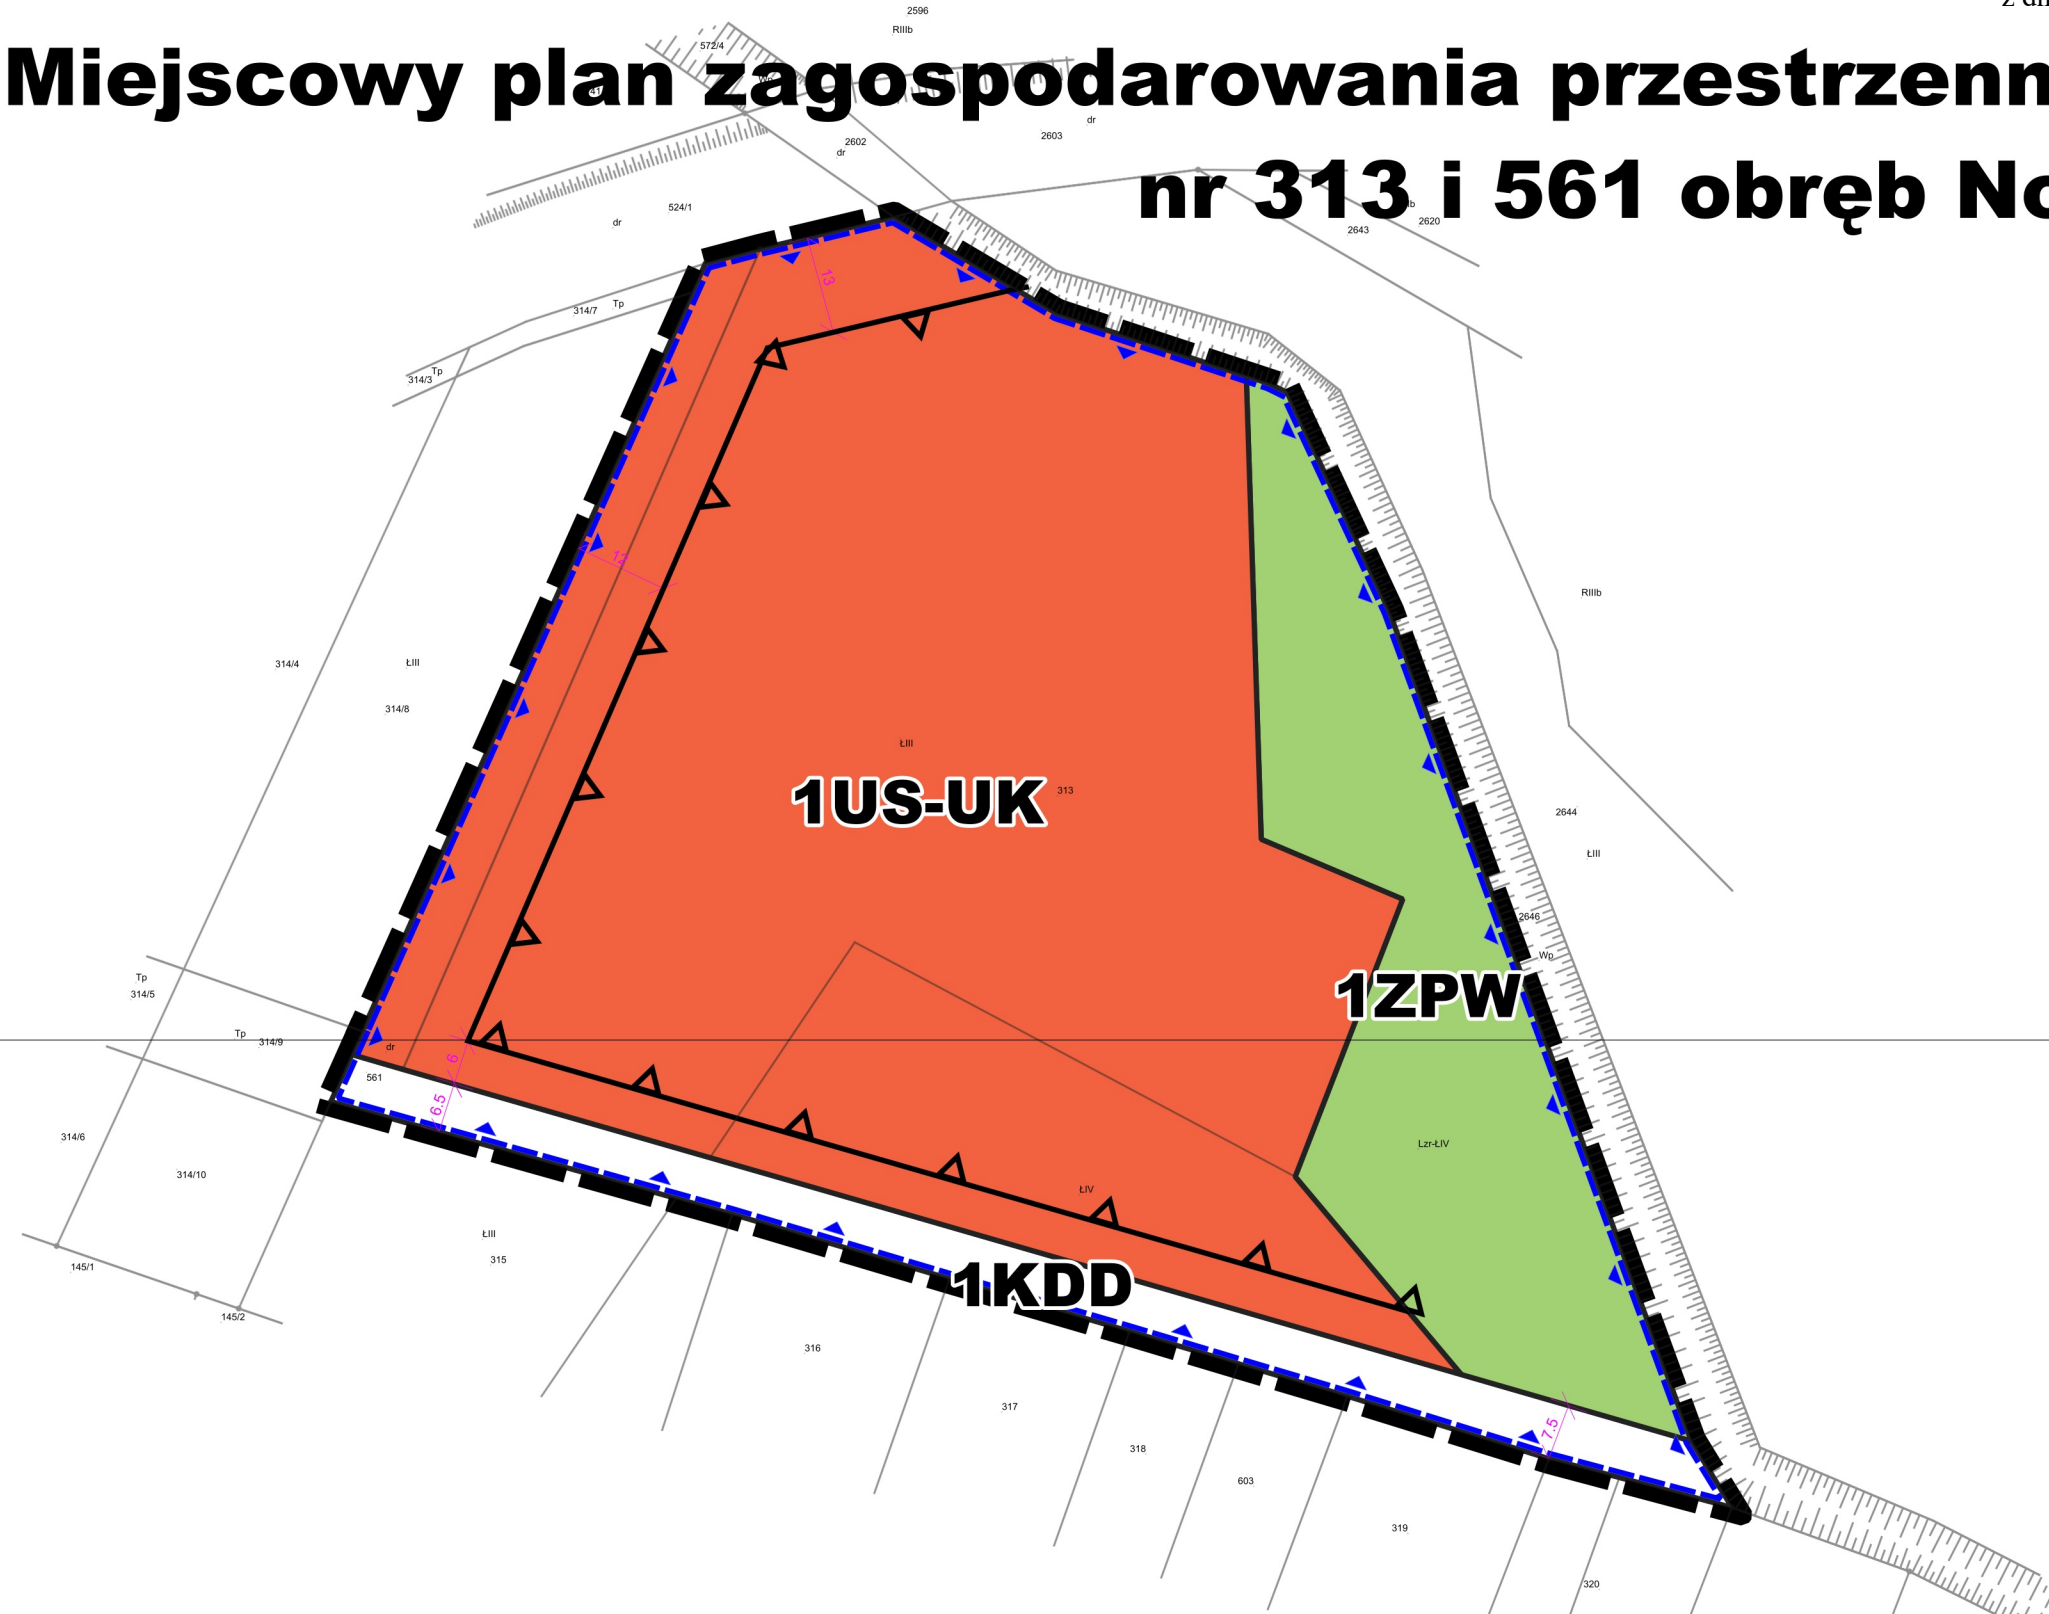 2596
RIIIb
572/4
Miejscowy plan zagospodarowania przestrzenn
dr
2603
2602
dr
nr 313 i 561 obręb No
524/1
dr
2620
2643
13
314/7
Tp
314/3
Tp
12
RIIIb
314/4
ŁIII
314/8
ŁIII
313
1US-UK
2644
ŁIII
2646
Wp
Tp
314/5
1ZPW
Tp
314/9
dr
6
561
6.5
314/6
Lzr-ŁIV
314/10
ŁIV
ŁIII
315
145/1
1KDD
145/2
316
317
7.5
318
603
319
320